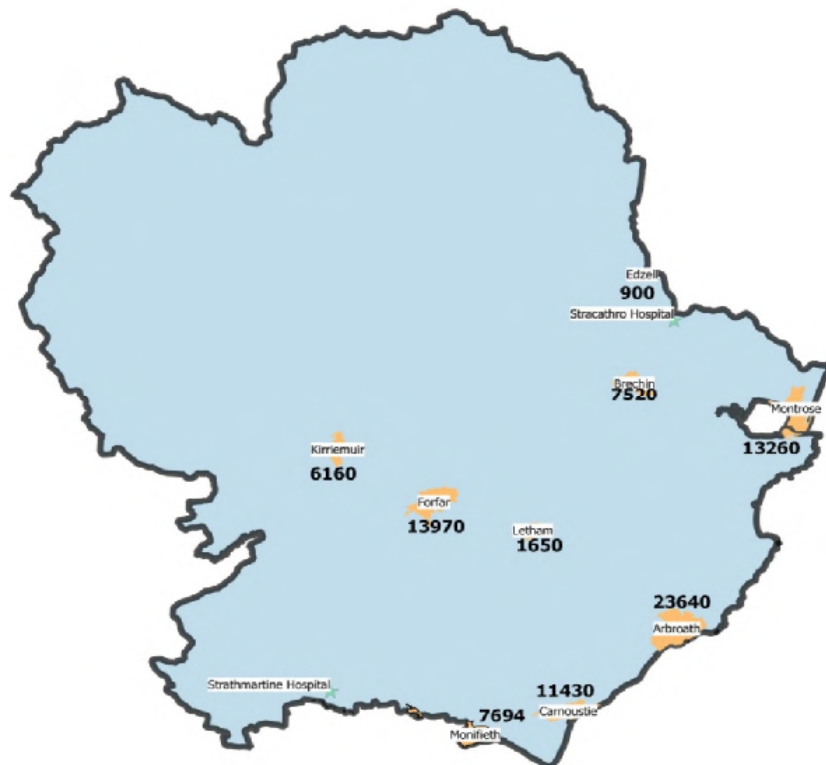 Edzell
900
Stracathro Hospital
Brechin
7520
Montrose
13260
Kirriemuir
6160
Forfar
13970
Letham
1650
23640
Arbroath
Strathmartine Hospital
11430
Carnoustie
7694
Monifieth